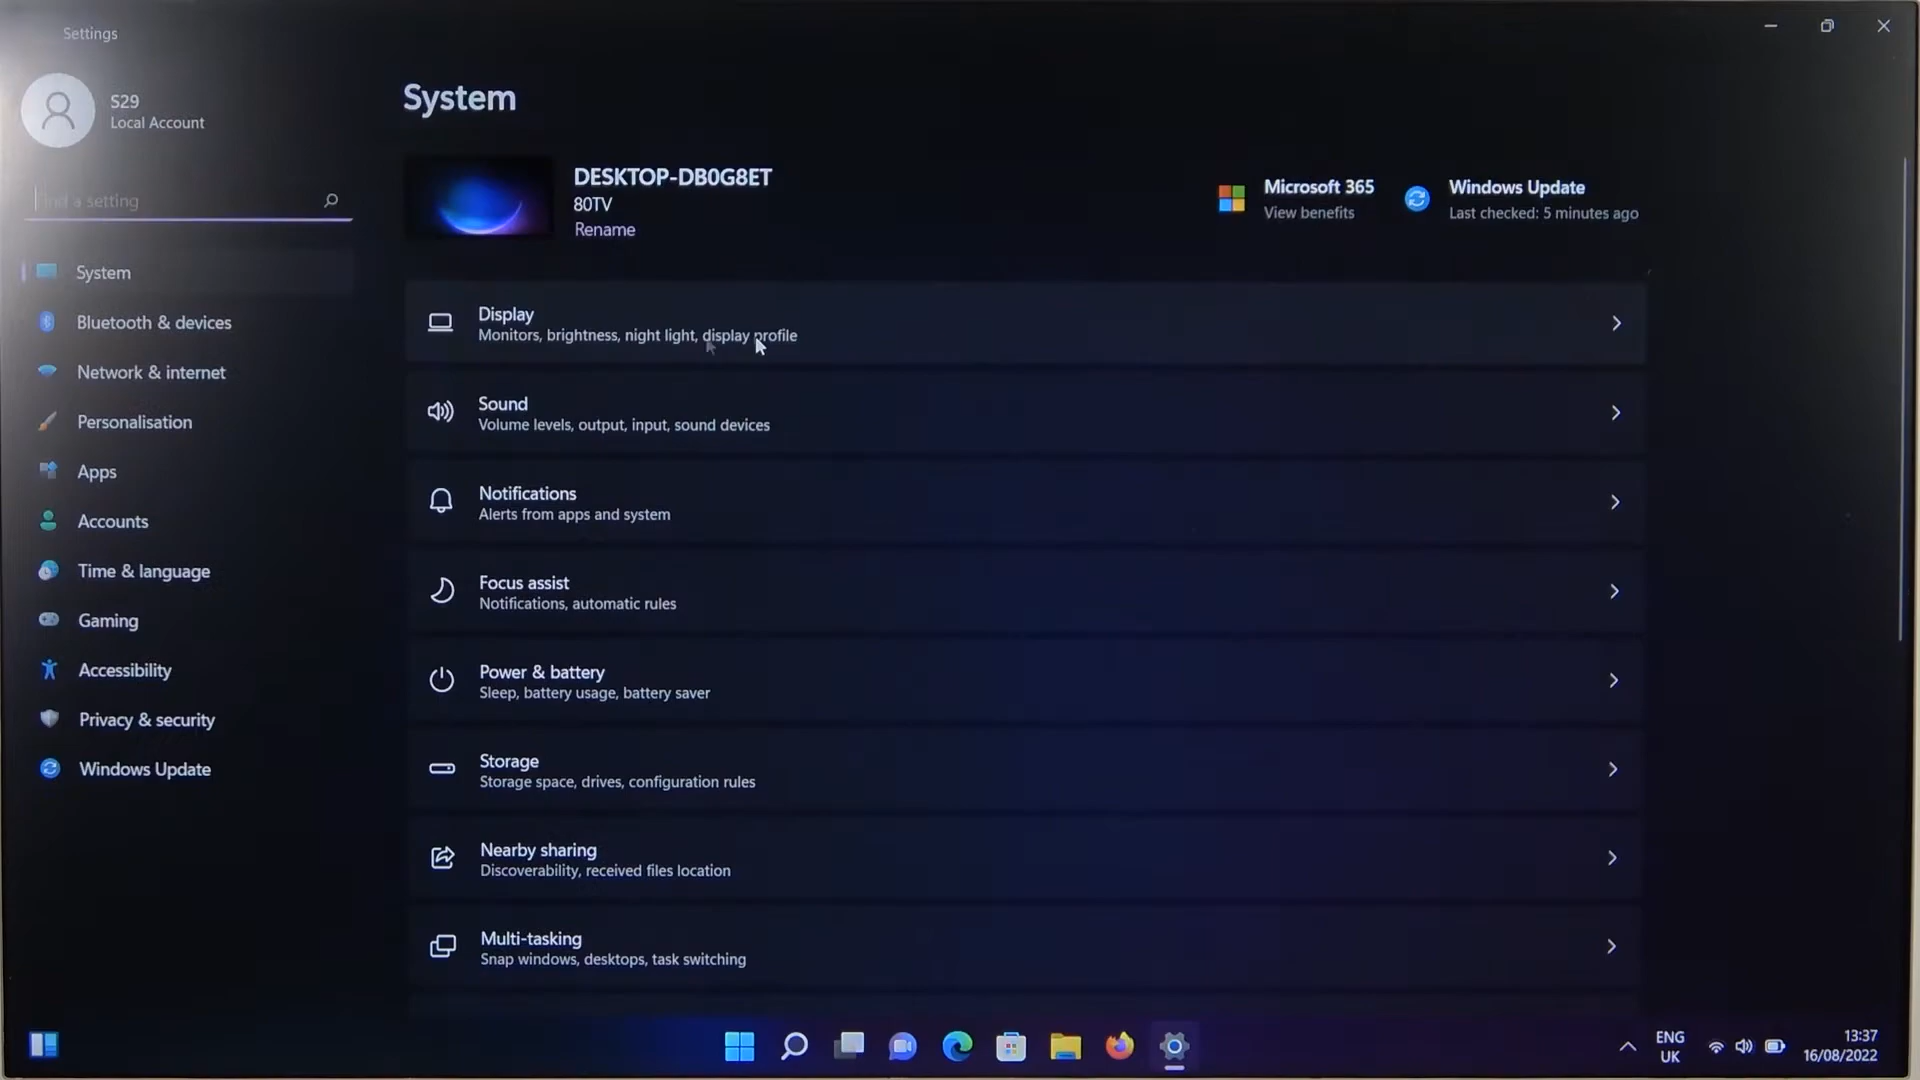 Settings
S29
Local Account
Find a setting
System
Bluetooth & devices
Network & internet
Personalisation
Apps
Accounts
Time & language
Gaming
Accessibility
Privacy & security
Windows Update
System
DESKTOP-DB0G8ET
80TV
Rename
Microsoft 365
View benefits
Windows Update
Last checked: 5 minutes ago
Display
Monitors, brightness, night light, display profile
Sound
Volume levels, output, input, sound devices
Notifications
Alerts from apps and system
Focus assist
Notifications, automatic rules
Power & battery
Sleep, battery usage, battery saver
Storage
Storage space, drives, configuration rules
Nearby sharing
Discoverability, received files location
Multi-tasking
Snap windows, desktops, task switching
ENG
UK
13:37
16/08/2022